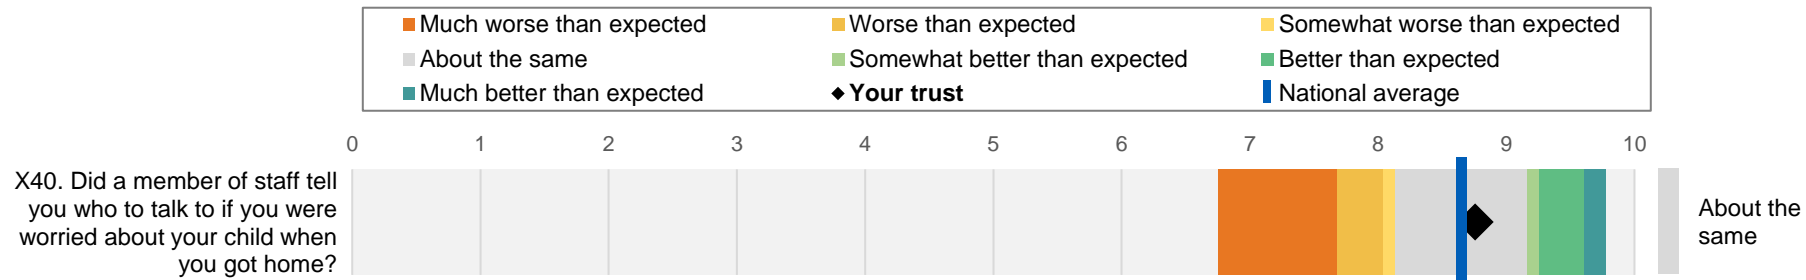 Much worse than expected
Worse than expected
Somewhat worse than expected
About the same
Somewhat better than expected
Better than expected
Much better than expected
Your trust
National average
0 1 2 3 4 5 6 7 8 9 10
X40. Did a member of staff tell
you who to talk to if you were
worried about your child when
you got home?
About the
same